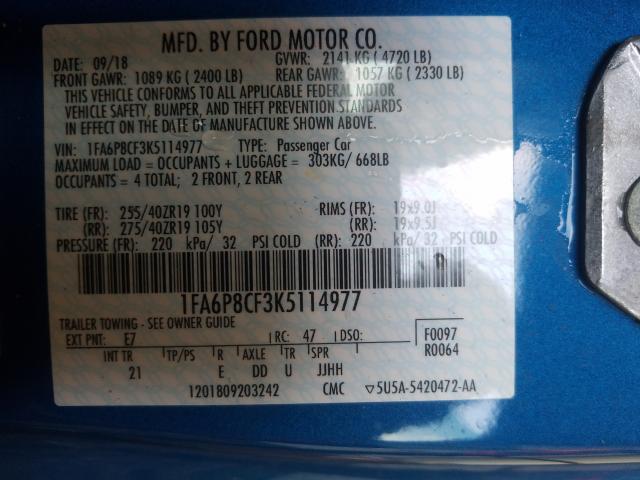 MFD. BY FORD MOTOR CO.
DATE: 09/18 GVWR: 2141 KG ( 4720 LB)
FRONT GAWR: 1089 KG ( 2400 LB) REAR GAWR: 1057 KG ( 2330 LB)
THIS VEHICLE CONFORMS TO ALL APPLICABLE FEDERAL MOTOR
VEHICLE SAFETY, BUMPER, AND THEFT PREVENTION STANDARDS
IN EFFECT ON THE DATE OF MANUFACTURE SHOWN ABOVE.
VIN: 1FA6P8CF3K5114977 TYPE: Passenger Car
MAXIMUM LOAD = OCCUPANTS + LUGGAGE = 303KG/ 668LB
OCCUPANTS = 4 TOTAL; 2 FRONT, 2 REAR
TIRE (FR): 255/40ZR19 100Y RIMS (FR): 19x9.0J
(RR): 275/40ZR19 105Y (RR): 19x9.5J
PRESSURE (FR): 220 kPa/ 32 PSI COLD (RR): 220 kPa/ 32 PSI COLD
1FA6P8CF3K5114977
TRAILER TOWING - SEE OWNER GUIDE
EXT PNT: E7 RC: 47 DSO: F0097
INT TR TP/PS R AXLE TR SPR R0064
21 E DD U JJHH
1201809203242 CMC ▽5U5A-5420472-AA